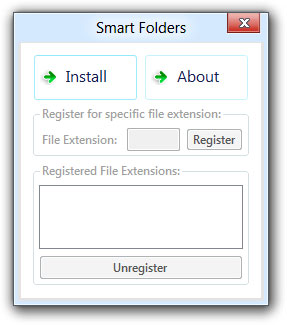 Smart Folders
Install
About
Register for specific file extension:
File Extension:
Register
Registered File Extensions:
Unregister